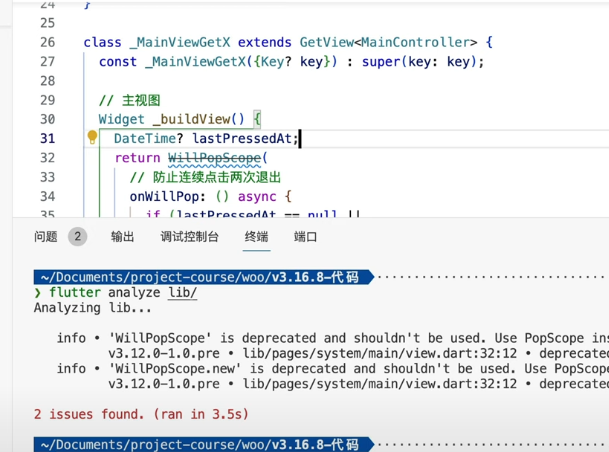 24 }
25
26 class _MainViewGetX extends GetView<MainController> {
27 const _MainViewGetX({Key? key}) : super(key: key);
28
29 // 主视图
30 Widget _buildView() {
31 DateTime? lastPressedAt;
32 return WillPopScope(
33 // 防止连续点击两次退出
34 onWillPop: () async {
35 if (lastPressedAt == null ||
问题 2 输出 调试控制台 终端 端口
~/Documents/project-course/woo/v3.16.8-代码
❯ flutter analyze lib/
Analyzing lib...
info • 'WillPopScope' is deprecated and shouldn't be used. Use PopScope ins
v3.12.0-1.0.pre • lib/pages/system/main/view.dart:32:12 • deprecate
info • 'WillPopScope.new' is deprecated and shouldn't be used. Use PopScope
v3.12.0-1.0.pre • lib/pages/system/main/view.dart:32:12 • deprecate
2 issues found. (ran in 3.5s)
~/Documents/project-course/woo/v3.16.8-代码